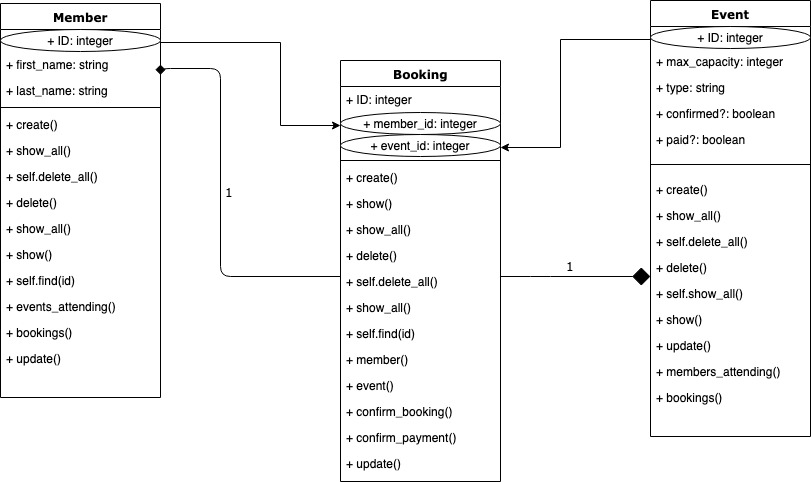 Member
+ ID: integer
+ first_name: string
+ last_name: string
+ create()
+ show_all()
+ self.delete_all()
+ delete()
+ show_all()
+ show()
+ self.find(id)
+ events_attending()
+ bookings()
+ update()
1
Booking
+ ID: integer
+ member_id: integer
+ event_id: integer
+ create()
+ show()
+ show_all()
+ delete()
+ self.delete_all()
+ show_all()
+ self.find(id)
+ member()
+ event()
+ confirm_booking()
+ confirm_payment()
+ update()
1
Event
+ ID: integer
+ max_capacity: integer
+ type: string
+ confirmed?: boolean
+ paid?: boolean
+ create()
+ show_all()
+ self.delete_all()
+ delete()
+ self.show_all()
+ show()
+ update()
+ members_attending()
+ bookings()